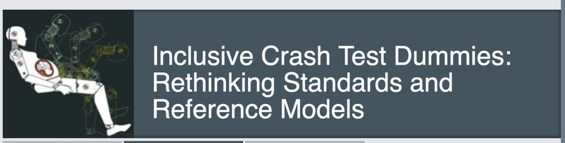 Inclusive Crash Test Dummies:
Rethinking Standards and
Reference Models